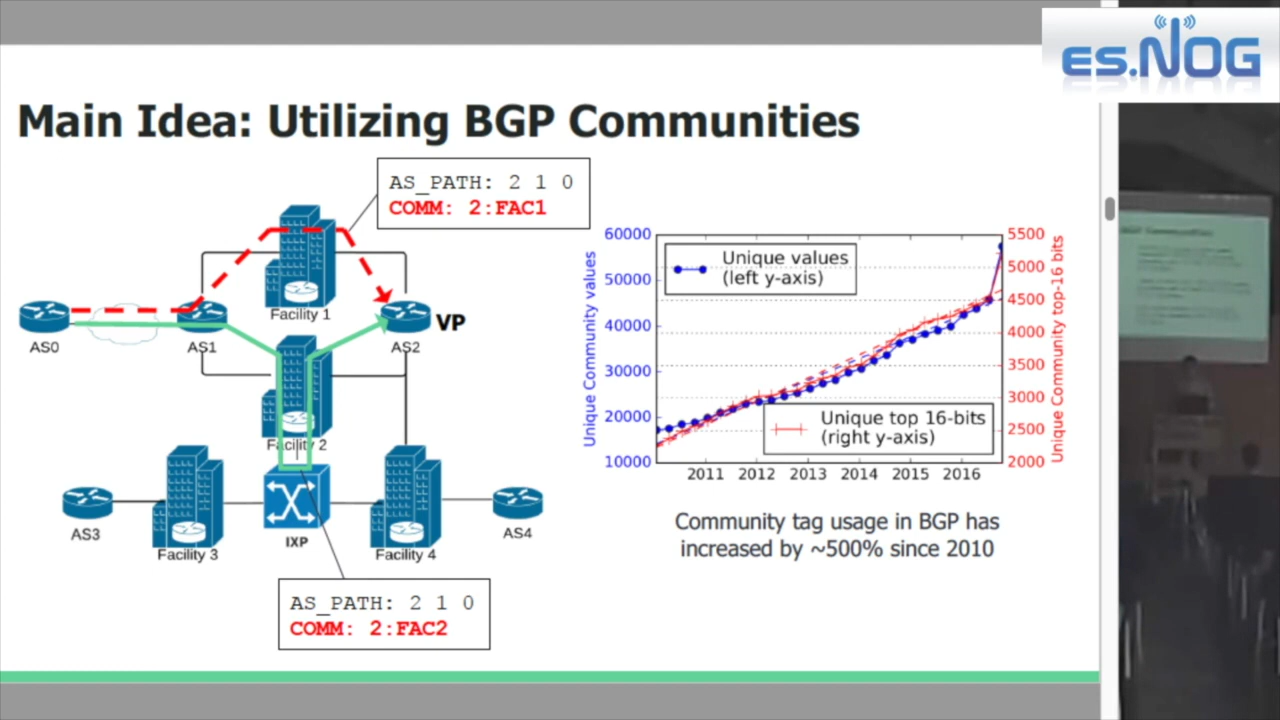 es.NOG
Main Idea: Utilizing BGP Communities
AS_PATH: 2 1 0
COMM: 2:FAC1
Facility 1
AS0
AS1
AS2
VP
Facility 2
AS3
Facility 3
IXP
Facility 4
AS4
AS_PATH: 2 1 0
COMM: 2:FAC2
Unique Community values
60000
50000
40000
30000
20000
10000
Unique values
(left y-axis)
Unique top 16-bits
(right y-axis)
5500
5000
4500
4000
3500
3000
2500
2000
Unique Community top-16 bits
2011 2012 2013 2014 2015 2016
Community tag usage in BGP has
increased by ~500% since 2010